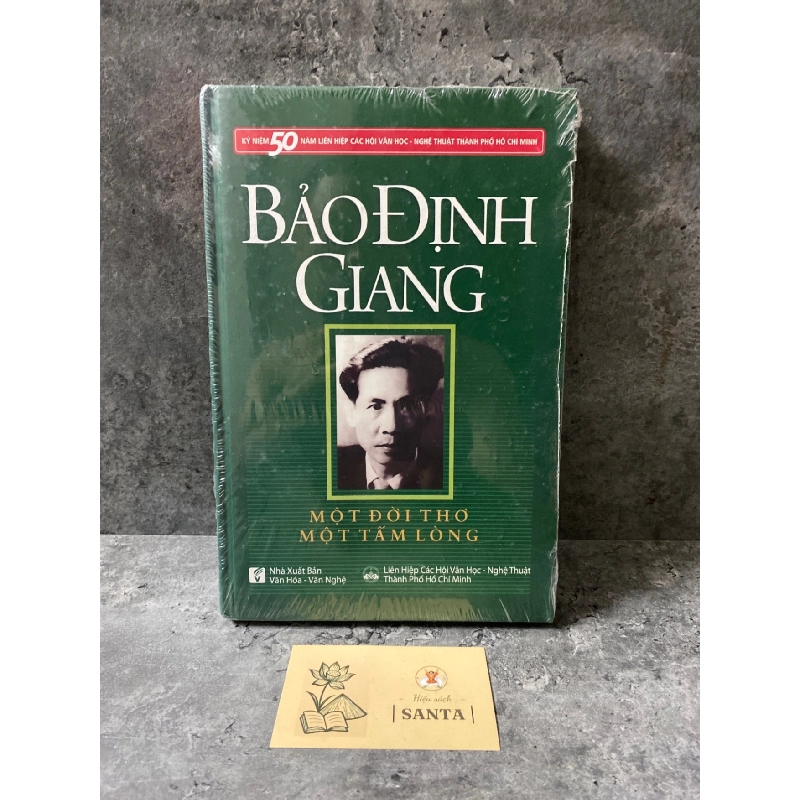 KỶ NIỆM 50 NĂM LIÊN HIỆP CÁC HỘI VĂN HỌC - NGHỆ THUẬT THÀNH PHỐ HỒ CHÍ MINH
BẢO ĐỊNH
GIANG
MỘT ĐỜI THƠ
MỘT TẤM LÒNG
Nhà Xuất Bản
Văn Hóa - Văn Nghệ
Liên Hiệp Các Hội Văn Học - Nghệ Thuật
Thành Phố Hồ Chí Minh
Hiệu sách
SANTA